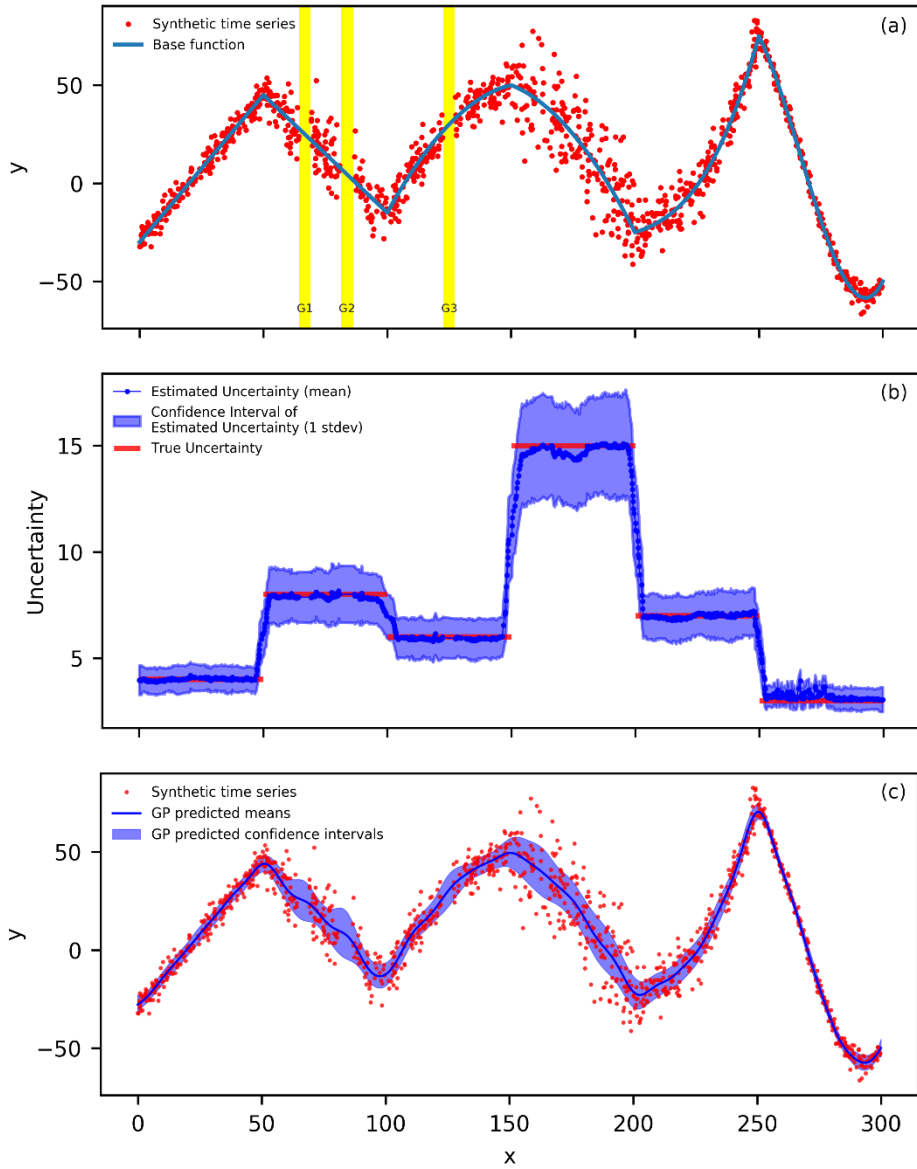 Synthetic time series
Base function
(a)
50
0
−50
y
G1
G2
G3
Estimated Uncertainty (mean)
Confidence Interval of
Estimated Uncertainty (1 stdev)
True Uncertainty
(b)
15
10
5
Uncertainty
Synthetic time series
GP predicted means
GP predicted confidence intervals
(c)
50
0
−50
y
0 50 100 150 200 250 300
x